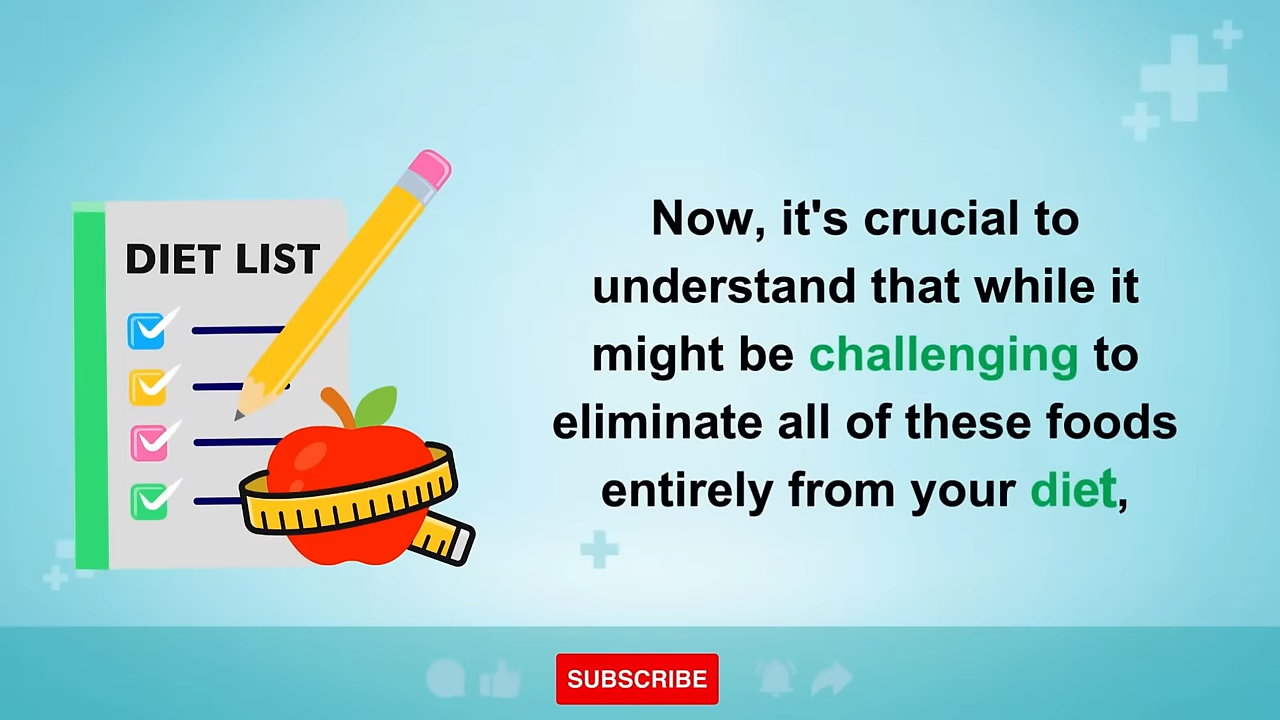 DIET LIST
Now, it's crucial to
understand that while it
might be challenging to
eliminate all of these foods
entirely from your diet,
SUBSCRIBE